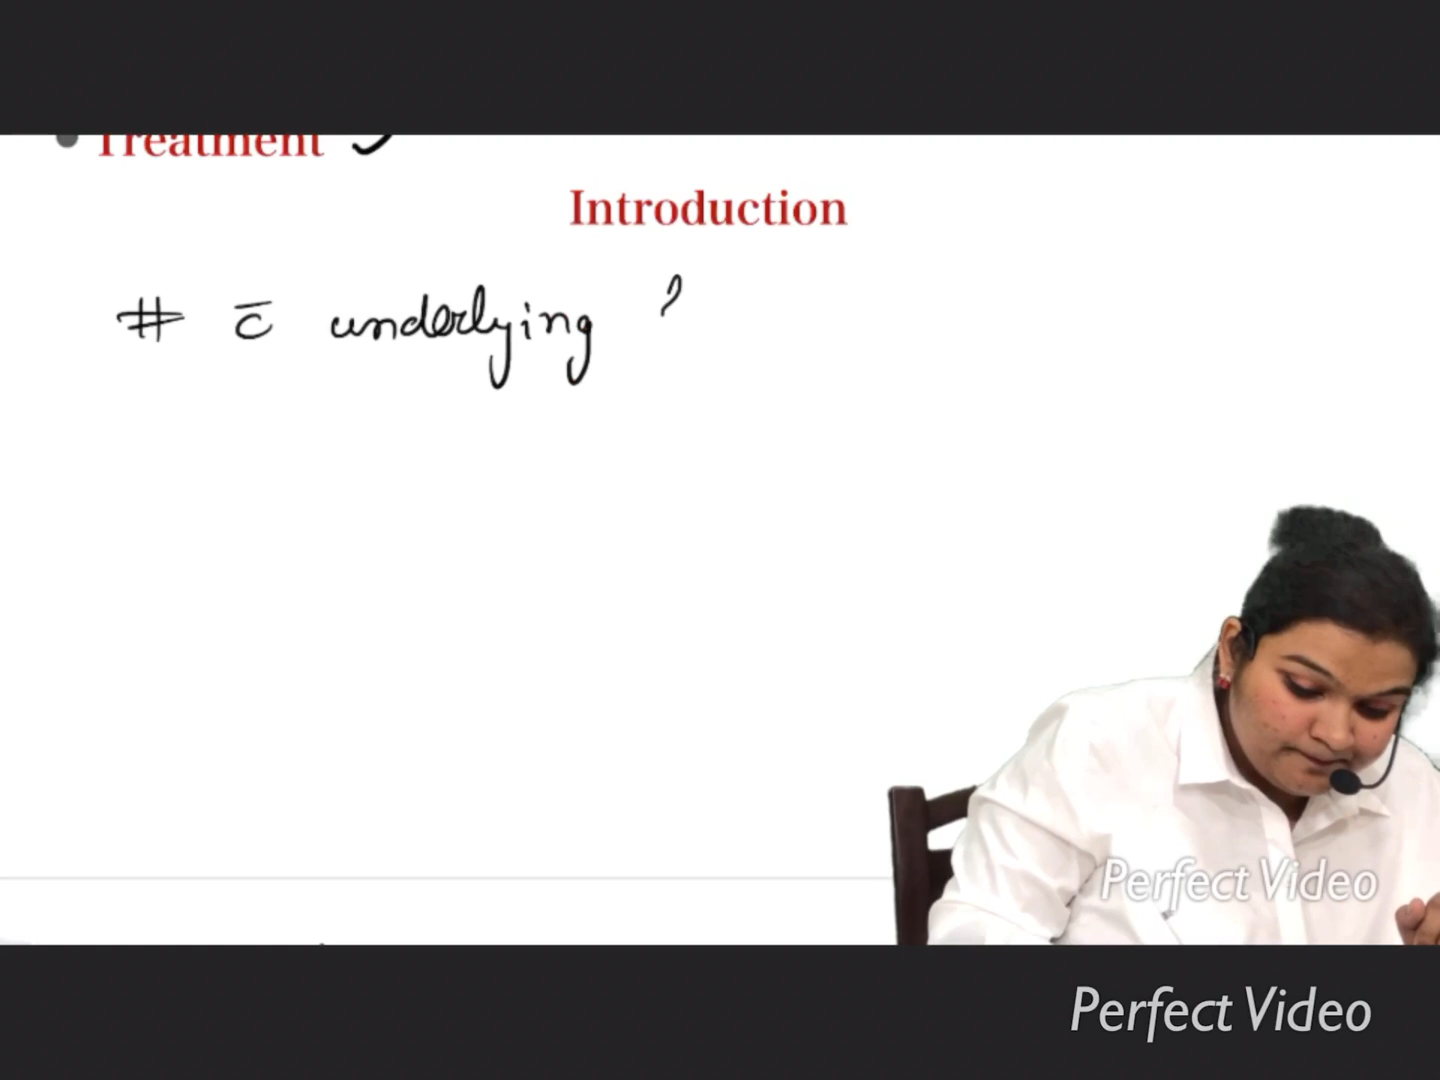 Treatment
Introduction
# c̄ underlying
Perfect Video
Perfect Video